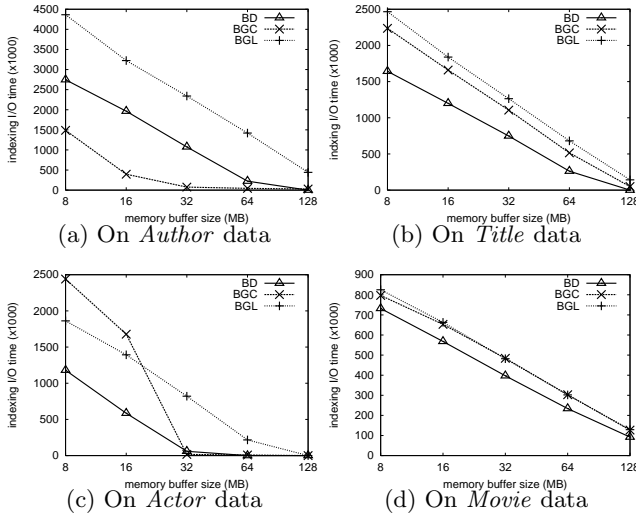 4500
4000
3500
3000
2500
2000
1500
1000
500
0
8 16 32 64 128
indexing I/O time (x1000)
memory buffer size (MB)
BD
BGC
BGL
(a) On Author data
2500
2000
1500
1000
500
0
8 16 32 64 128
indxing I/O time (x1000)
memory buffer size (MB)
BD
BGC
BGL
(b) On Title data
2500
2000
1500
1000
500
0
8 16 32 64 128
indexing I/O time (x1000)
memory buffer size (MB)
BD
BGC
BGL
(c) On Actor data
900
800
700
600
500
400
300
200
100
0
8 16 32 64 128
indexing I/O time (x1000)
memory buffer size (MB)
BD
BGC
BGL
(d) On Movie data